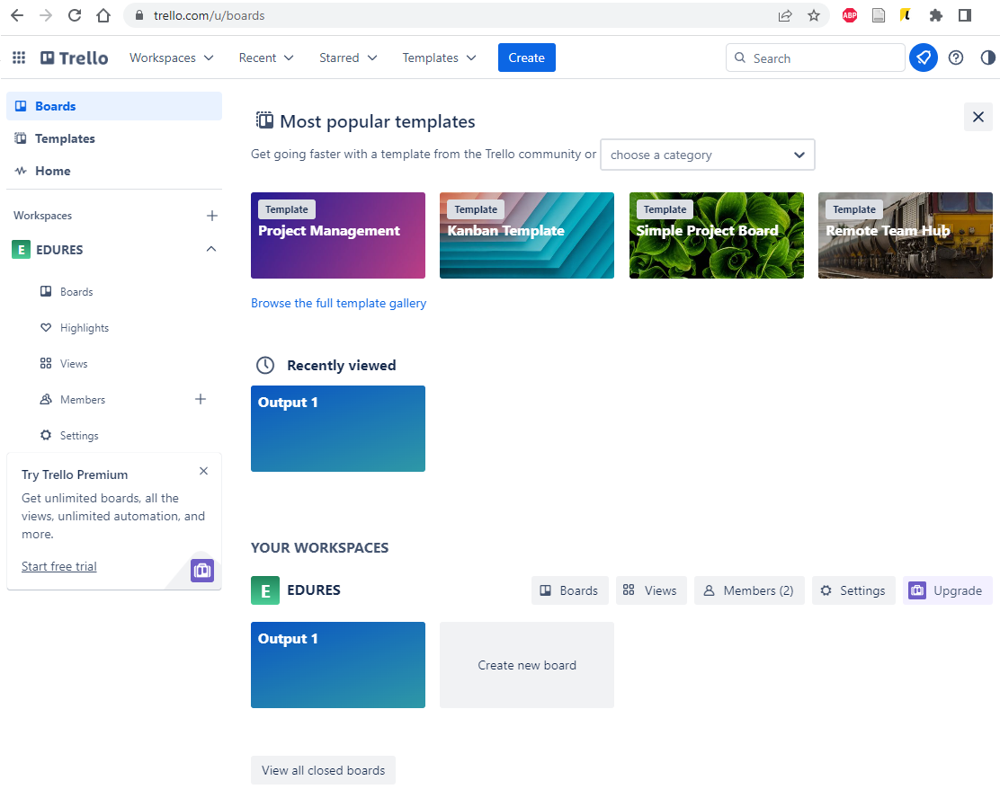 trello.com/u/boards
ABP
Trello
Workspaces
Recent
Starred
Templates
Create
Search
Boards
Templates
Home
Workspaces
E EDURES
Boards
Highlights
Views
Members
Settings
Try Trello Premium
Get unlimited boards, all the
views, unlimited automation, and
more.
Start free trial
Most popular templates
Get going faster with a template from the Trello community or choose a category
Template
Project Management
Template
Kanban Template
Template
Simple Project Board
Template
Remote Team Hub
Browse the full template gallery
Recently viewed
Output 1
YOUR WORKSPACES
E EDURES
Boards
Views
Members (2)
Settings
Upgrade
Output 1
Create new board
View all closed boards